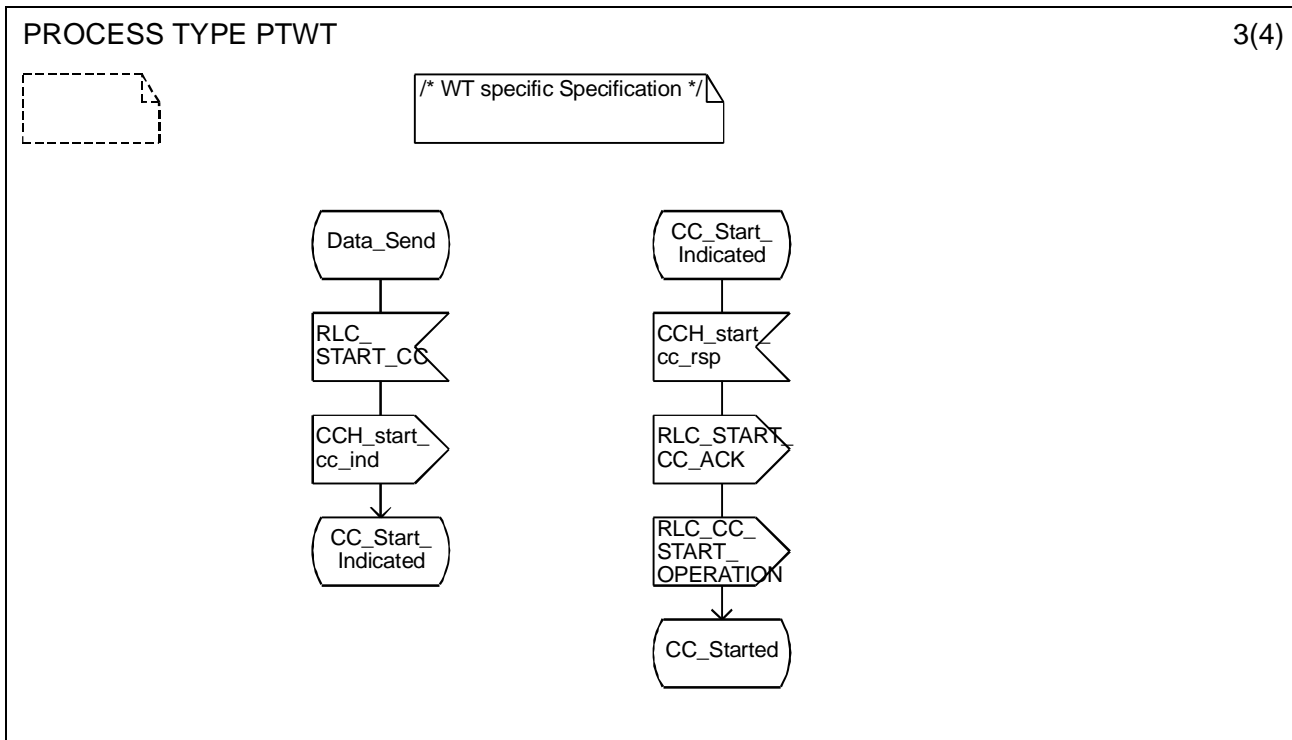 PROCESS TYPE PTWT
3(4)
/* WT specific Specification */
Data_Send
RLC_
START_CC
CCH_start_
cc_ind
CC_Start_
Indicated
CC_Start_
Indicated
CCH_start_
cc_rsp
RLC_START_
CC_ACK
RLC_CC_
START_
OPERATION
CC_Started